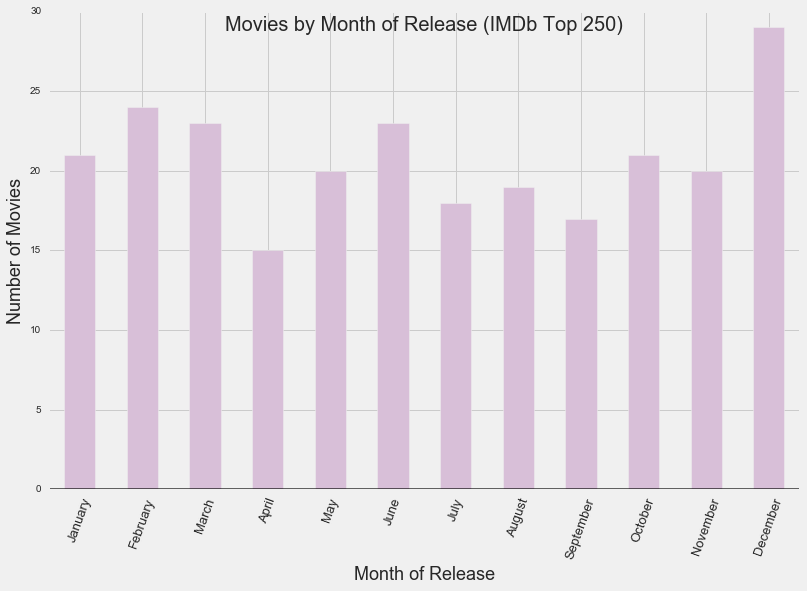 Movies by Month of Release (IMDb Top 250)
Number of Movies
30
25
20
15
10
5
0
January
February
March
April
May
June
July
August
September
October
November
December
Month of Release